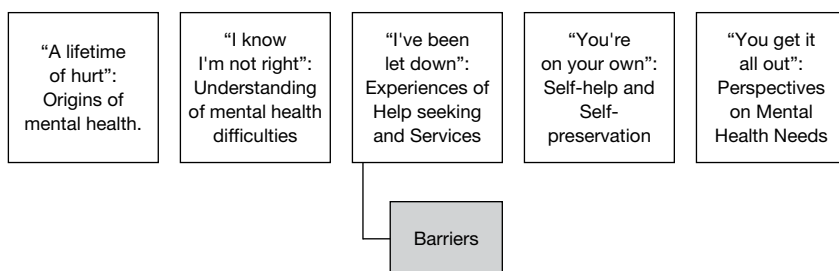 “A lifetime
of hurt”:
Origins of
mental health.
“I know
I'm not right”:
Understanding
of mental health
difficulties
“I've been
let down”:
Experiences of
Help seeking
and Services
“You're
on your own”:
Self-help and
Self-
preservation
“You get it
all out”:
Perspectives
on Mental
Health Needs
Barriers